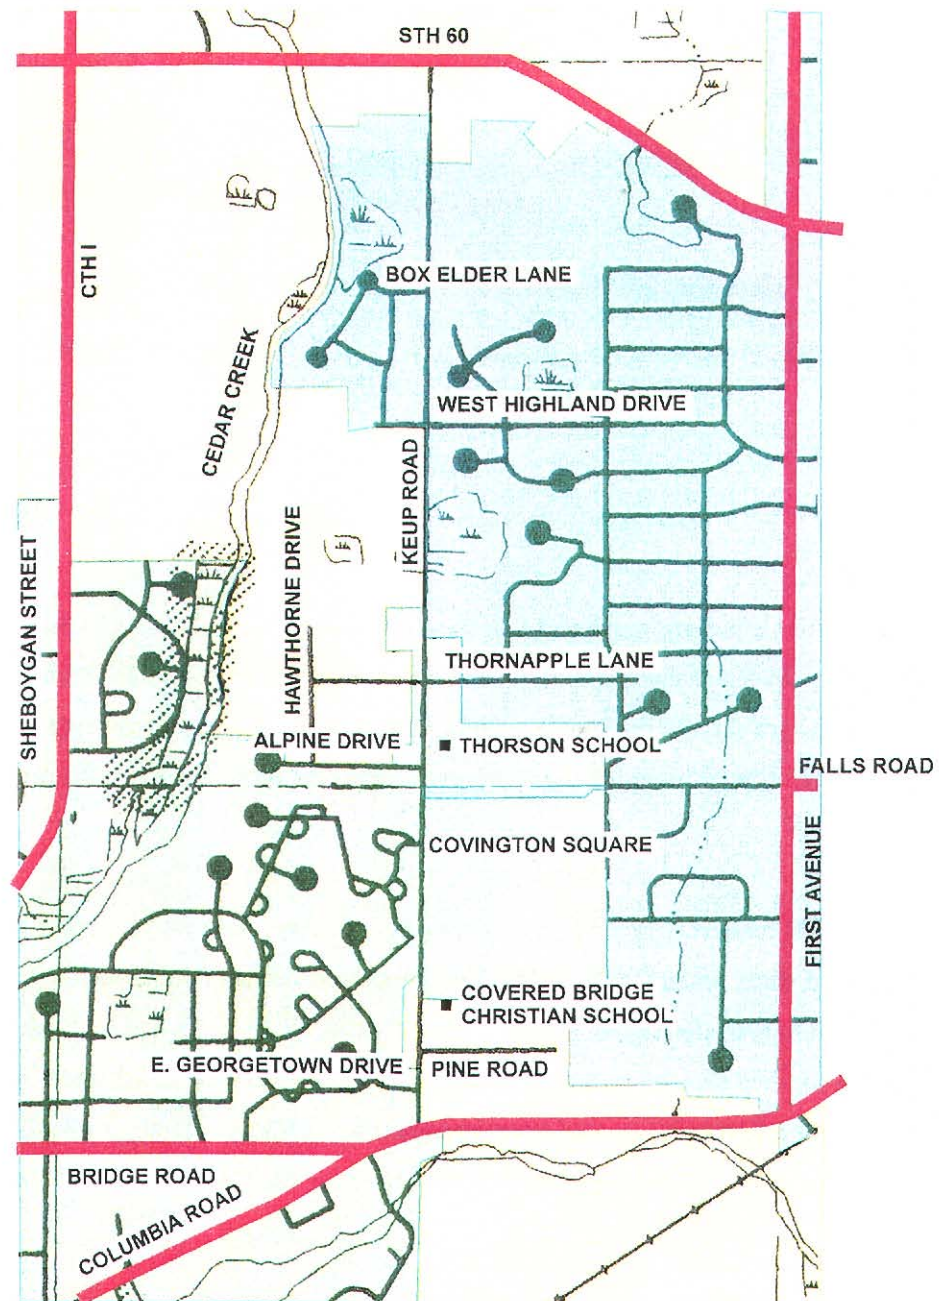 STH 60
CTH I
BOX ELDER LANE
CEDAR CREEK
WEST HIGHLAND DRIVE
KEUP ROAD
HAWTHORNE DRIVE
SHEBOYGAN STREET
THORNAPPLE LANE
ALPINE DRIVE
THORSON SCHOOL
FALLS ROAD
COVINGTON SQUARE
FIRST AVENUE
COVERED BRIDGE
CHRISTIAN SCHOOL
E. GEORGETOWN DRIVE
PINE ROAD
BRIDGE ROAD
COLUMBIA ROAD